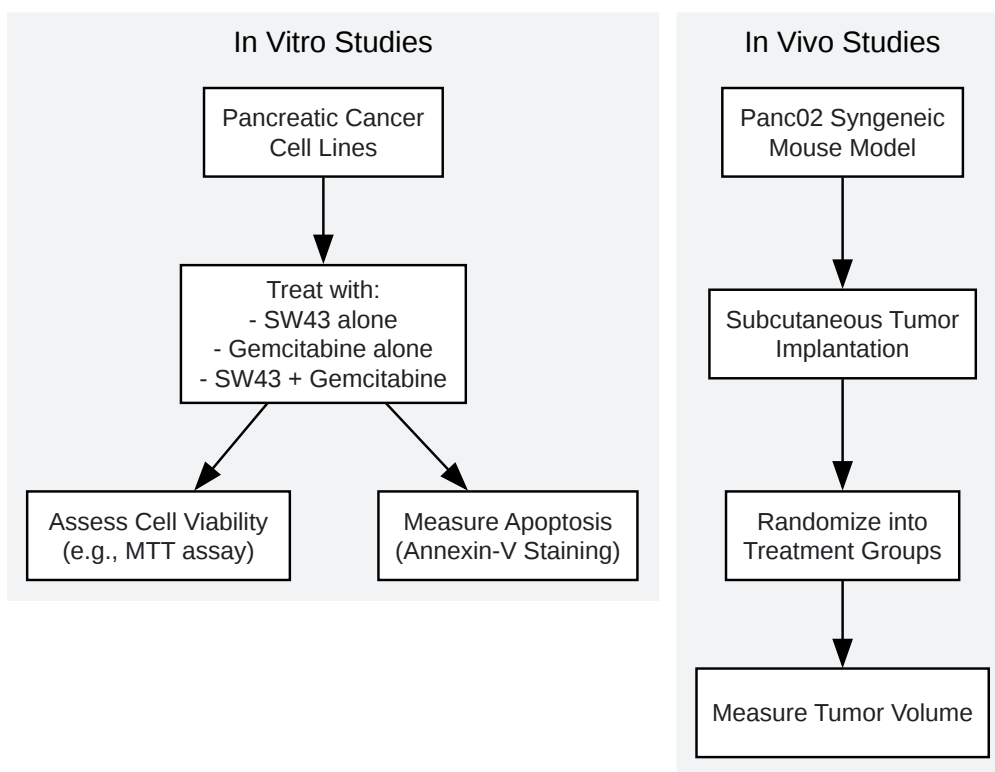 In Vitro Studies
Pancreatic Cancer
Cell Lines
Treat with:
- SW43 alone
- Gemcitabine alone
- SW43 + Gemcitabine
Assess Cell Viability
(e.g., MTT assay)
Measure Apoptosis
(Annexin-V Staining)
In Vivo Studies
Panc02 Syngeneic
Mouse Model
Subcutaneous Tumor
Implantation
Randomize into
Treatment Groups
Measure Tumor Volume